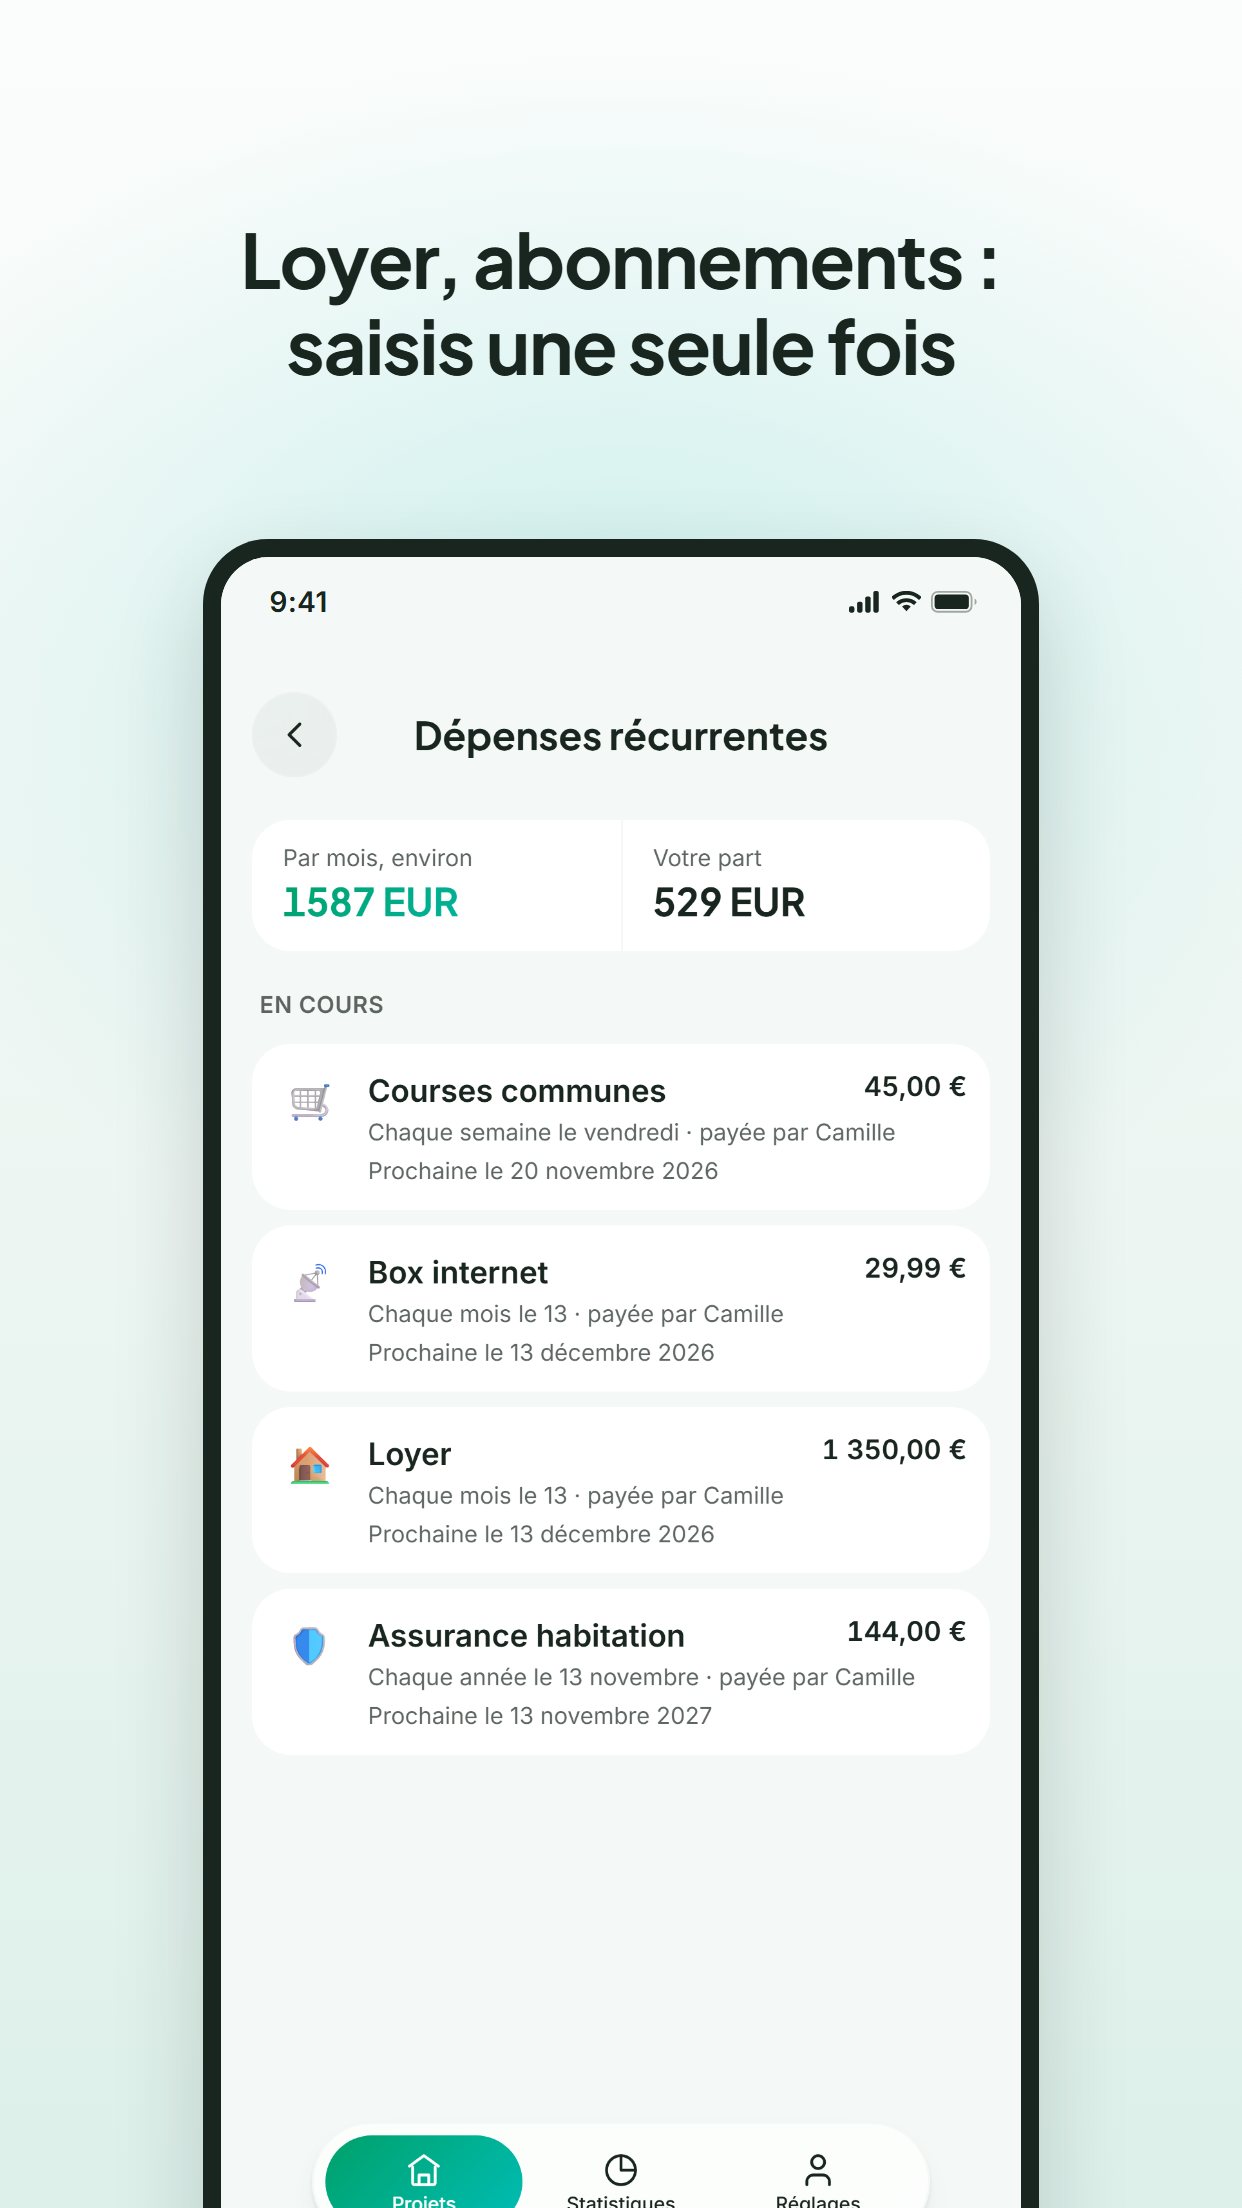 Loyer, abonnements :
saisis une seule fois
9:41
Dépenses récurrentes
Par mois, environ
1587 EUR
Votre part
529 EUR
EN COURS
Courses communes
45,00 €
Chaque semaine le vendredi · payée par Camille
Prochaine le 20 novembre 2026
Box internet
29,99 €
Chaque mois le 13 · payée par Camille
Prochaine le 13 décembre 2026
Loyer
1 350,00 €
Chaque mois le 13 · payée par Camille
Prochaine le 13 décembre 2026
Assurance habitation
144,00 €
Chaque année le 13 novembre · payée par Camille
Prochaine le 13 novembre 2027
Projets
Statistiques
Réglages